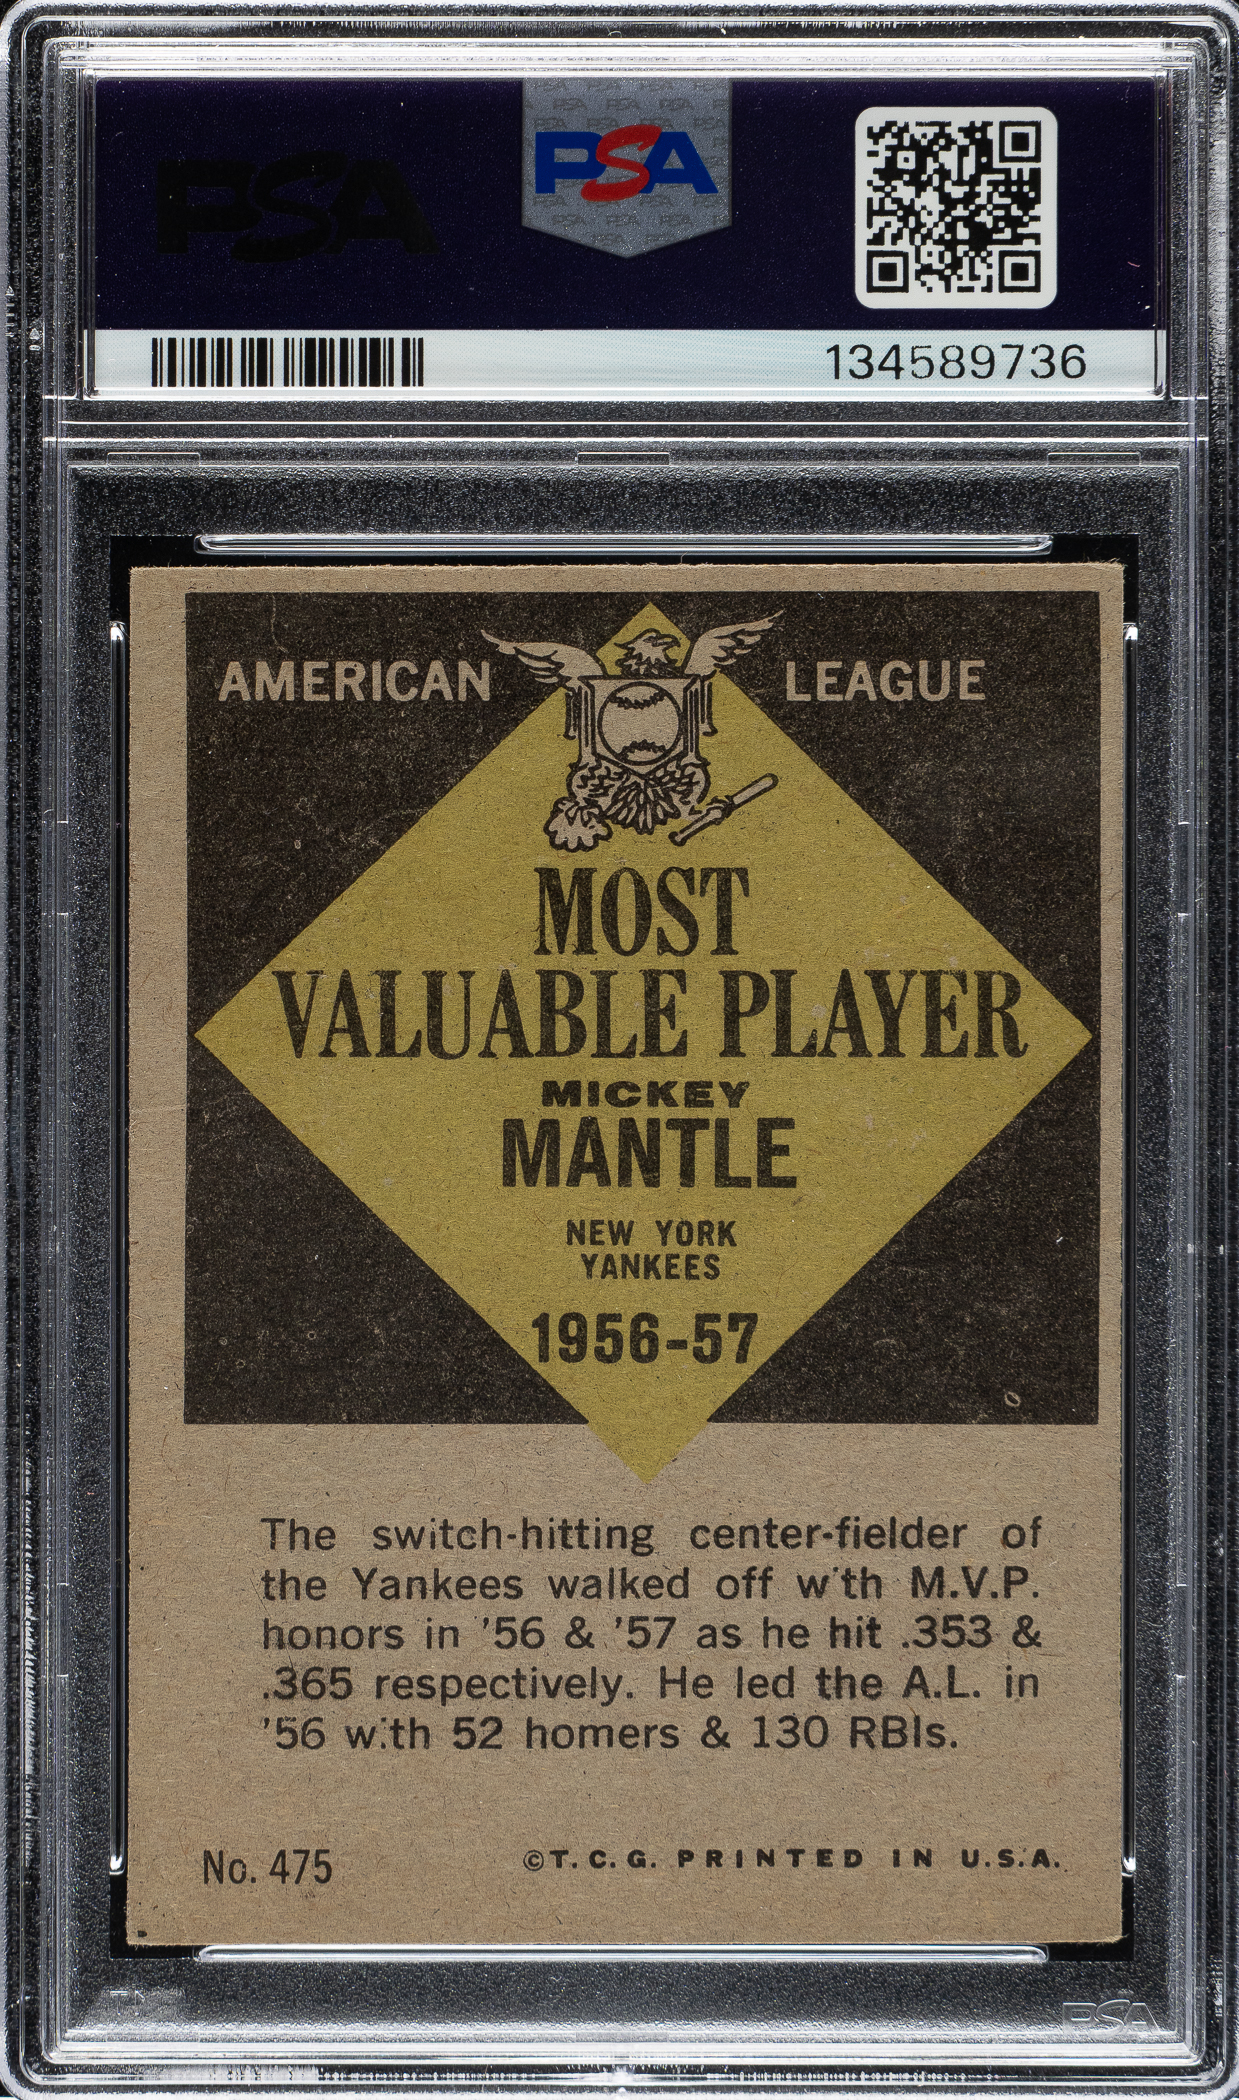 PSA
PSA
134589736
AMERICAN LEAGUE
MOST
VALUABLE PLAYER
MICKEY
MANTLE
NEW YORK
YANKEES
1956-57
The switch-hitting center-fielder of
the Yankees walked off w'th M.V.P.
honors in '56 & '57 as he hit .353 &
.365 respectively. He led the A.L. in
'56 w:th 52 homers & 130 RBIs.
No. 475 ©T.C.G. PRINTED IN U.S.A.
PSA